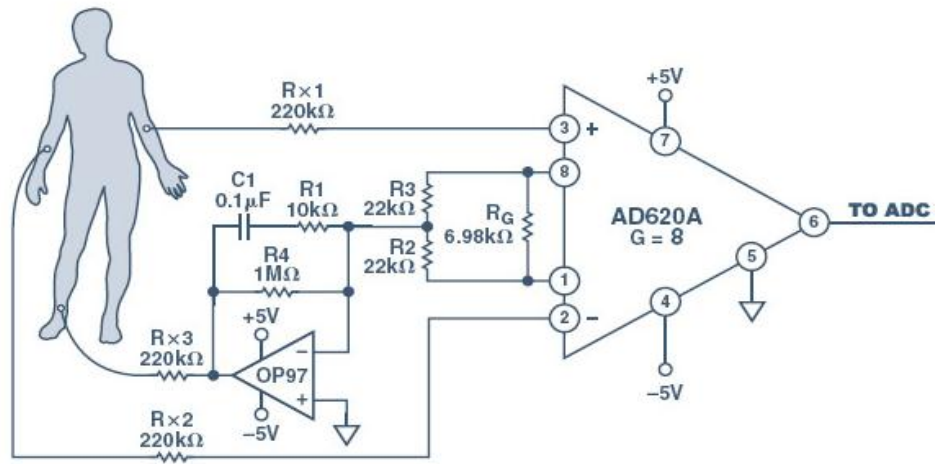 R×1
220kΩ
+5V
3
+
7
8
C1
0.1µF
R1
10kΩ
R3
22kΩ
RG
6.98kΩ
AD620A
G = 8
6
TO ADC
R4
1MΩ
R2
22kΩ
5
1
4
2
–
+5V
R×3
220kΩ
–
OP97
+
–5V
–5V
R×2
220kΩ